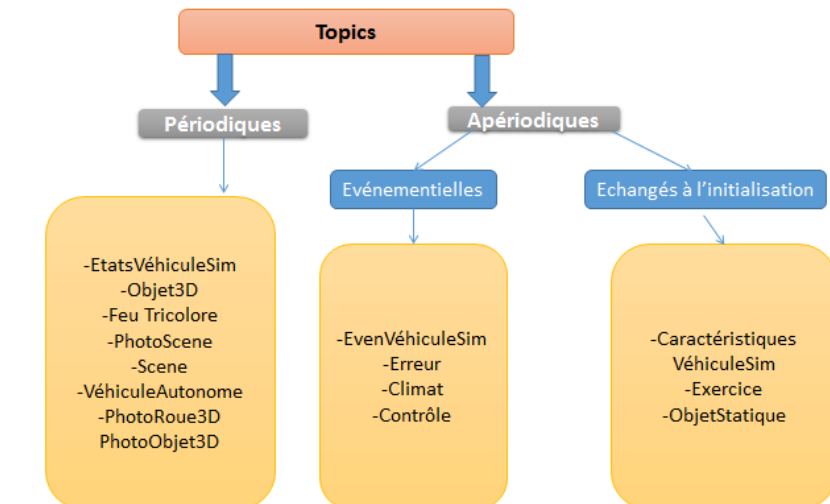 Topics
Périodiques
Apériodiques
Evénementielles
Echangés à l'initialisation
-EtatsVéhiculeSim
-Objet3D
-Feu Tricolore
-PhotoScene
-Scene
-VéhiculeAutonome
-PhotoRoue3D
PhotoObjet3D
-EvenVéhiculeSim
-Erreur
-Climat
-Contrôle
-Caractéristiques
VéhiculeSim
-Exercice
-ObjetStatique